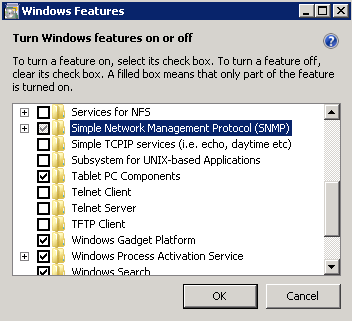 Windows Features
Turn Windows features on or off
To turn a feature on, select its check box. To turn a feature off,
clear its check box. A filled box means that only part of the feature
is turned on.
Services for NFS
Simple Network Management Protocol (SNMP)
Simple TCPIP services (i.e. echo, daytime etc)
Subsystem for UNIX-based Applications
Tablet PC Components
Telnet Client
Telnet Server
TFTP Client
Windows Gadget Platform
Windows Process Activation Service
Windows Search
OK
Cancel